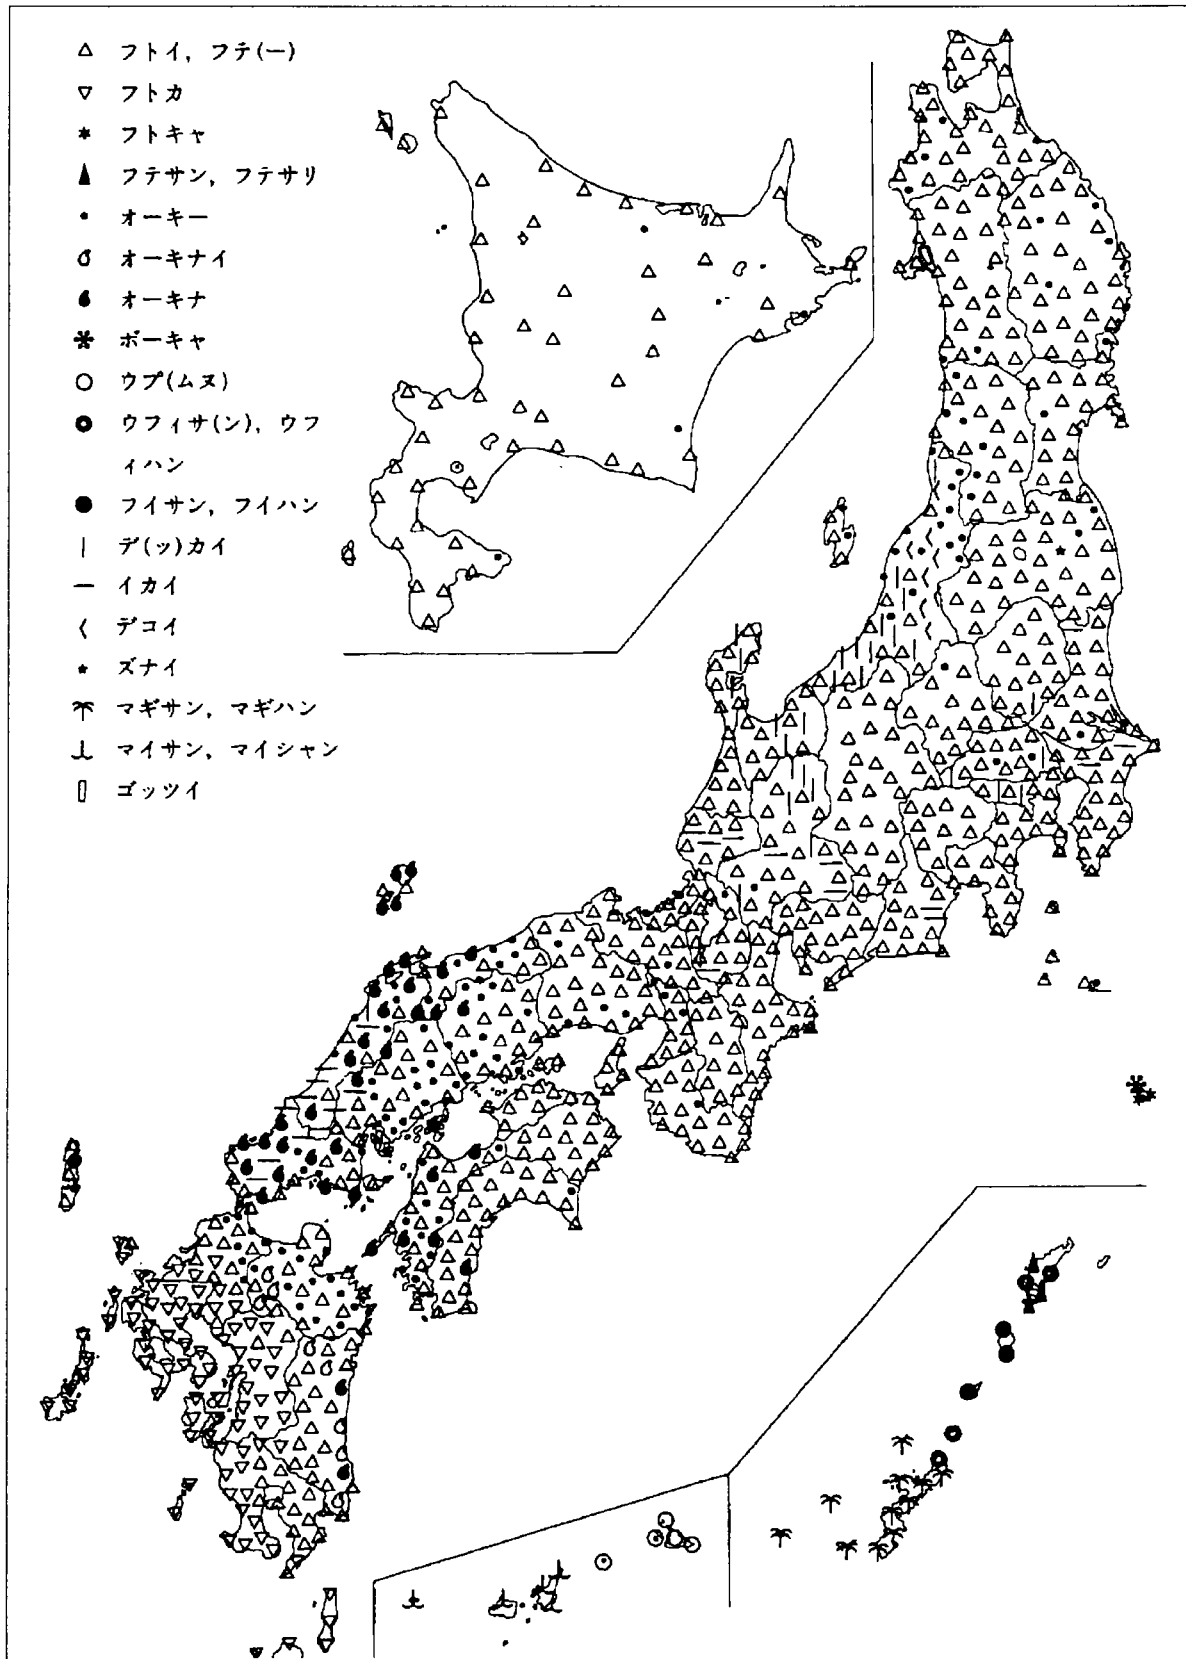 フトイ，フテ(ー)
フトカ
フトキャ
フテサン，フテサリ
オーキー
オーキナイ
オーキナ
ボーキャ
ウプ(ムヌ)
ウフィサ(ン)，ウフ
ィハン
フイサン，フイハン
デ(ッ)カイ
イカイ
デコイ
ズナイ
マギサン，マギハン
マイサン，マイシャン
ゴッツイ